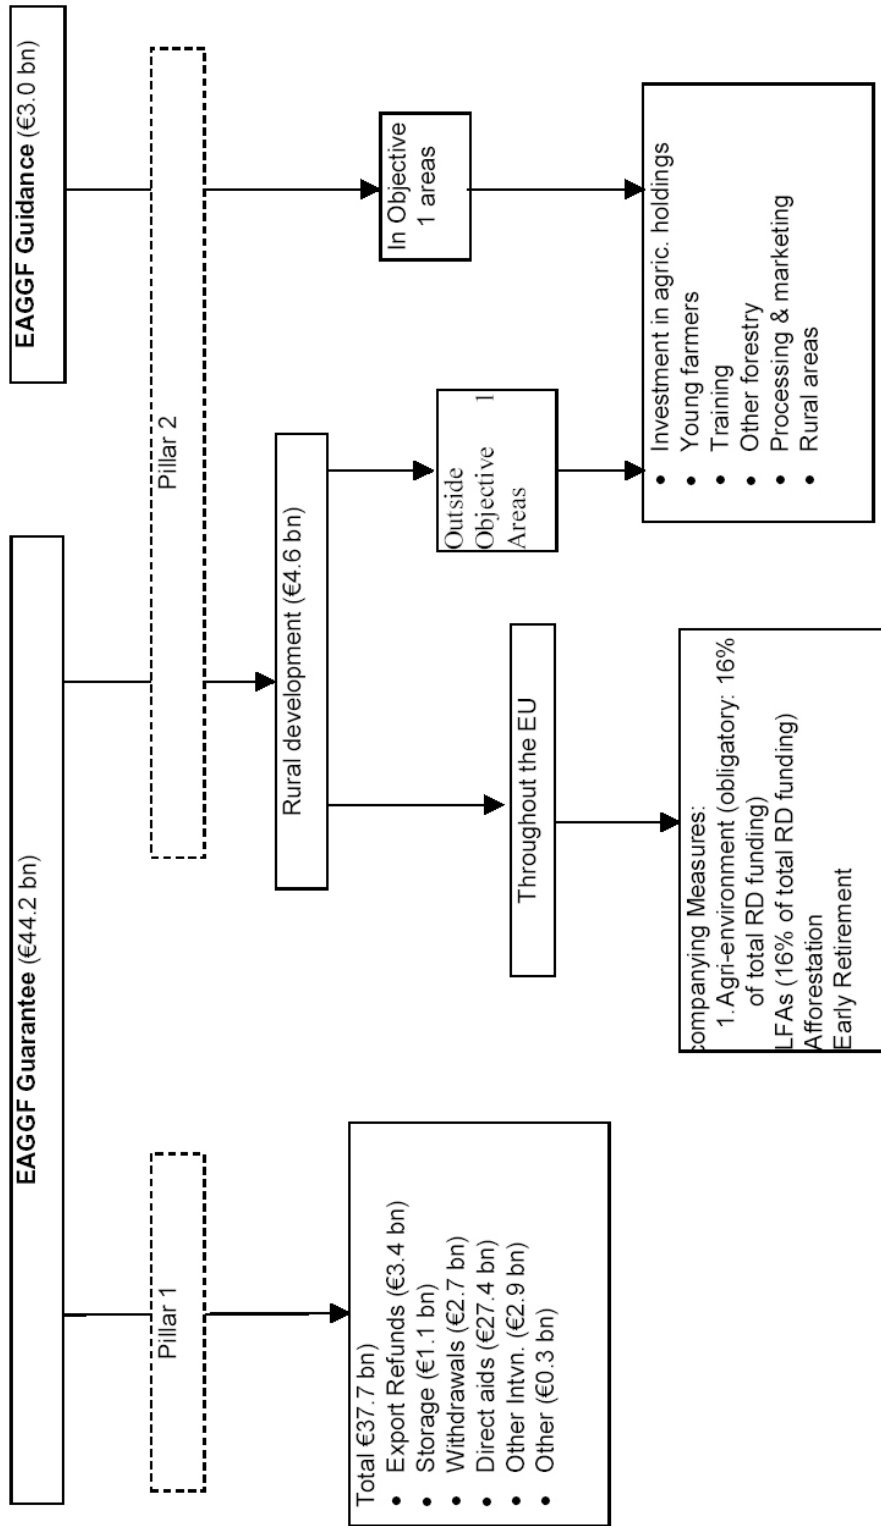 EAGGF Guarantee (€44.2 bn)
EAGGF Guidance (€3.0 bn)
Pillar 1
Pillar 2
Rural development (€4.6 bn)
Total €37.7 bn)
• Export Refunds (€3.4 bn)
• Storage (€1.1 bn)
• Withdrawals (€2.7 bn)
• Direct aids (€27.4 bn)
• Other Intvn. (€2.9 bn)
• Other (€0.3 bn)
Throughout the EU
Outside
Objective 1
Areas
In Objective
1 areas
companying Measures:
1.Agri-environment (obligatory: 16%
of total RD funding)
LFAs (16% of total RD funding)
Afforestation
Early Retirement
• Investment in agric. holdings
• Young farmers
• Training
• Other forestry
• Processing & marketing
• Rural areas